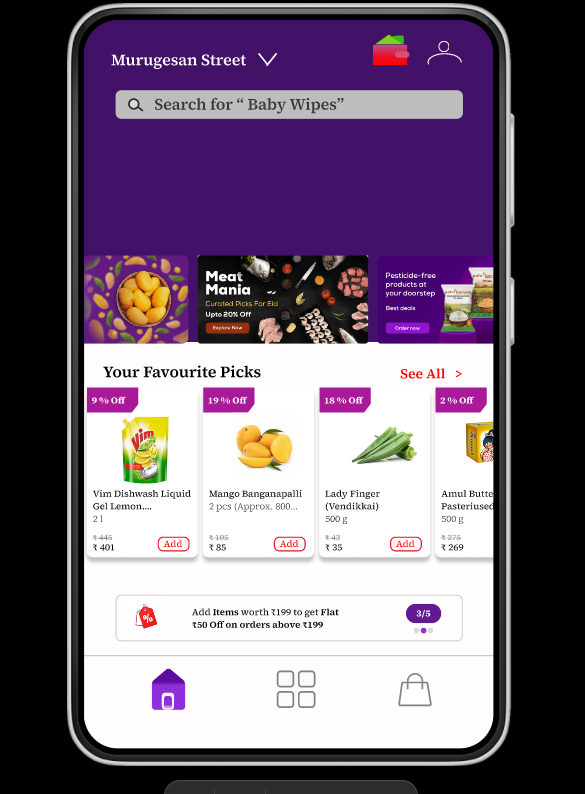 Murugesan Street
Search for “ Baby Wipes”
Meat
Mania
Curated Picks For Eid
Upto 20% Off
Explore Now
Pesticide-free
products at
your doorstep
Best deals
Order now
Your Favourite Picks
See All >
9 % Off
19 % Off
18 % Off
2 % Off
Vim
Vim Dishwash Liquid
Gel Lemon....
2 l
₹ 445
₹ 401
Add
Mango Banganapalli
2 pcs (Approx. 800...
₹ 105
₹ 85
Add
Lady Finger
(Vendikkai)
500 g
₹ 43
₹ 35
Add
Amul Butte
Pasteriused
500 g
₹ 275
₹ 269
%
Add Items worth ₹199 to get Flat
₹50 Off on orders above ₹199
3/5